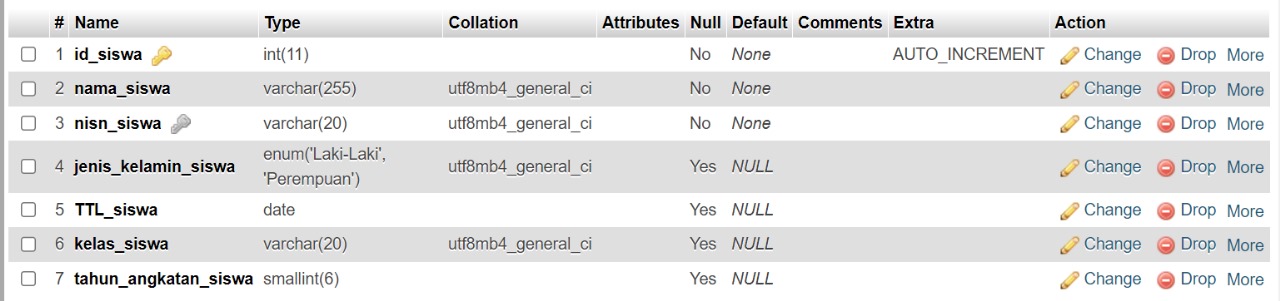 # Name Type Collation Attributes Null Default Comments Extra Action
1 id_siswa int(11) No None AUTO_INCREMENT Change Drop More
2 nama_siswa varchar(255) utf8mb4_general_ci No None Change Drop More
3 nisn_siswa varchar(20) utf8mb4_general_ci No None Change Drop More
4 jenis_kelamin_siswa enum('Laki-Laki', 'Perempuan') utf8mb4_general_ci Yes NULL Change Drop More
5 TTL_siswa date Yes NULL Change Drop More
6 kelas_siswa varchar(20) utf8mb4_general_ci Yes NULL Change Drop More
7 tahun_angkatan_siswa smallint(6) Yes NULL Change Drop More